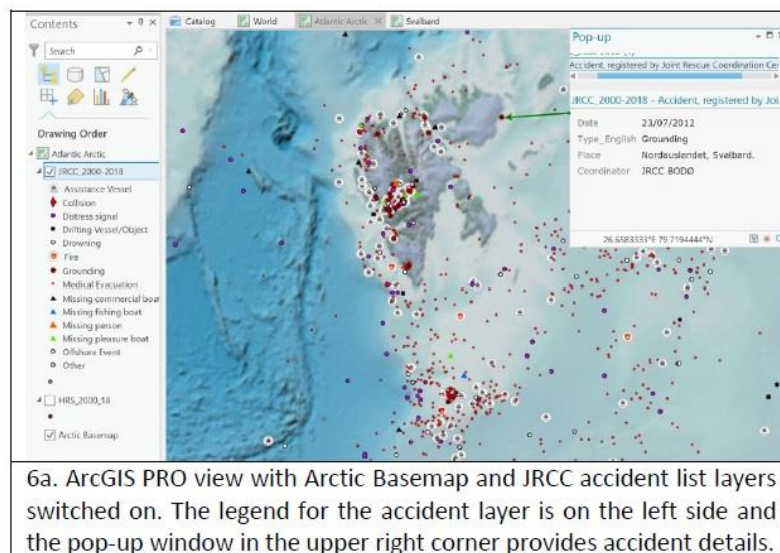 Contents
Catalog
World
Atlantic Arctic
Svalbard
Search
Drawing Order
Atlantic Arctic
JRCC_2000-2018
Assistance Vessel
Collision
Distress signal
Drifting Vessel/Object
Drowning
Fire
Grounding
Medical Evacuation
Missing commercial boat
Missing fishing boat
Missing person
Missing pleasure boat
Offshore Event
Other
HRS_2000_18
Arctic Basemap
Pop-up
Accident, registered by Joint Rescue Coordination Cer
JRCC_2000-2018 - Accident, registered by Joi
Date 23/07/2012
Type_English Grounding
Place Nordauslendet, Svalbard.
Coordinator JRCC BODØ
26.6583333°E 79.7194444°N
6a. ArcGIS PRO view with Arctic Basemap and JRCC accident list layers
switched on. The legend for the accident layer is on the left side and
the pop-up window in the upper right corner provides accident details.